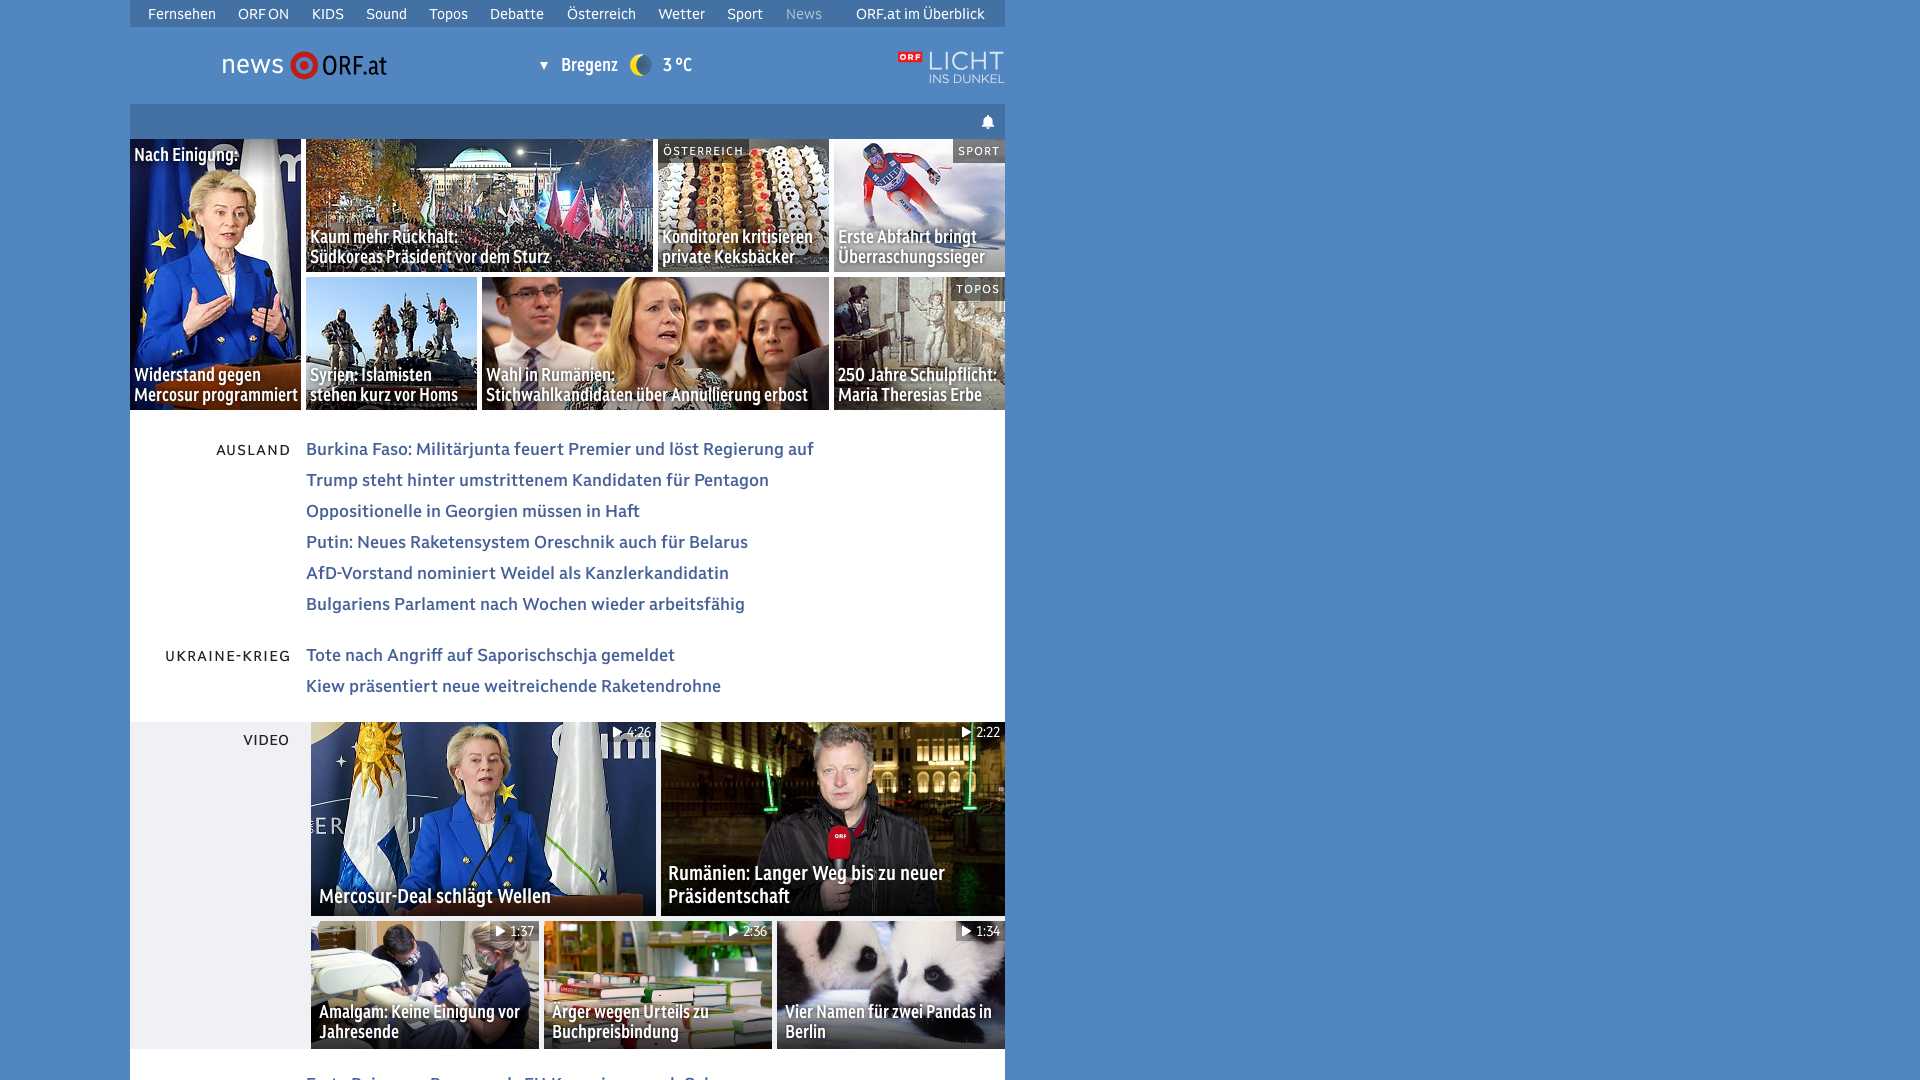 Fernsehen ORF ON KIDS Sound Topos Debatte Österreich Wetter Sport News ORF.at im Überblick
news ORF.at
Bregenz 3 °C
ORF LICHT
INS DUNKEL
Nach Einigung:
Widerstand gegen
Mercosur programmiert
Kaum mehr Rückhalt:
Südkoreas Präsident vor dem Sturz
ÖSTERREICH
Konditoren kritisieren
private Keksbäcker
SPORT
Erste Abfahrt bringt
Überraschungssieger
Syrien: Islamisten
stehen kurz vor Homs
Wahl in Rumänien:
Stichwahlkandidaten über Annullierung erbost
TOPOS
250 Jahre Schulpflicht:
Maria Theresias Erbe
AUSLAND
Burkina Faso: Militärjunta feuert Premier und löst Regierung auf
Trump steht hinter umstrittenem Kandidaten für Pentagon
Oppositionelle in Georgien müssen in Haft
Putin: Neues Raketensystem Oreschnik auch für Belarus
AfD-Vorstand nominiert Weidel als Kanzlerkandidatin
Bulgariens Parlament nach Wochen wieder arbeitsfähig
UKRAINE-KRIEG
Tote nach Angriff auf Saporischschja gemeldet
Kiew präsentiert neue weitreichende Raketendrohne
VIDEO
4:26
Mercosur-Deal schlägt Wellen
2:22
ORF
Rumänien: Langer Weg bis zu neuer
Präsidentschaft
1:37
Amalgam: Keine Einigung vor
Jahresende
2:36
Ärger wegen Urteils zu
Buchpreisbindung
1:34
Vier Namen für zwei Pandas in
Berlin